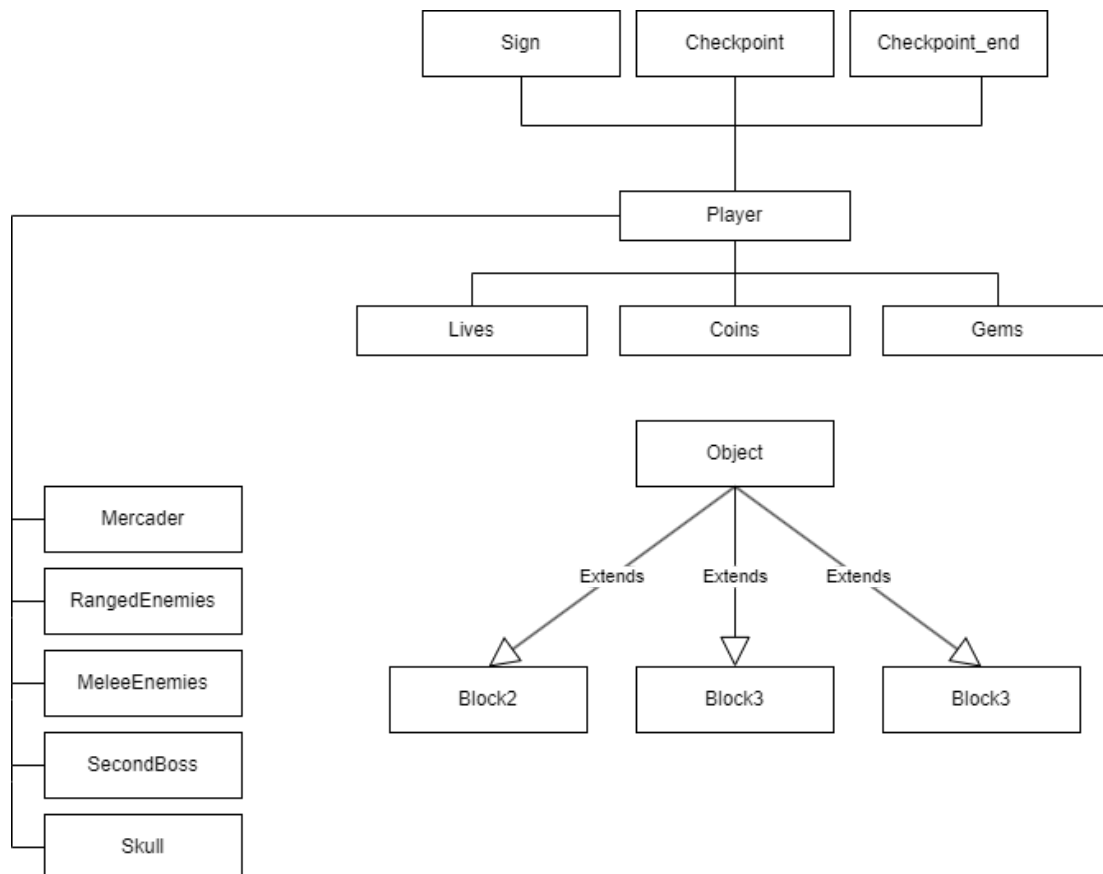 Sign
Checkpoint
Checkpoint_end
Player
Lives
Coins
Gems
Object
Mercader
Extends
Extends
Extends
RangedEnemies
MeleeEnemies
Block2
Block3
Block3
SecondBoss
Skull